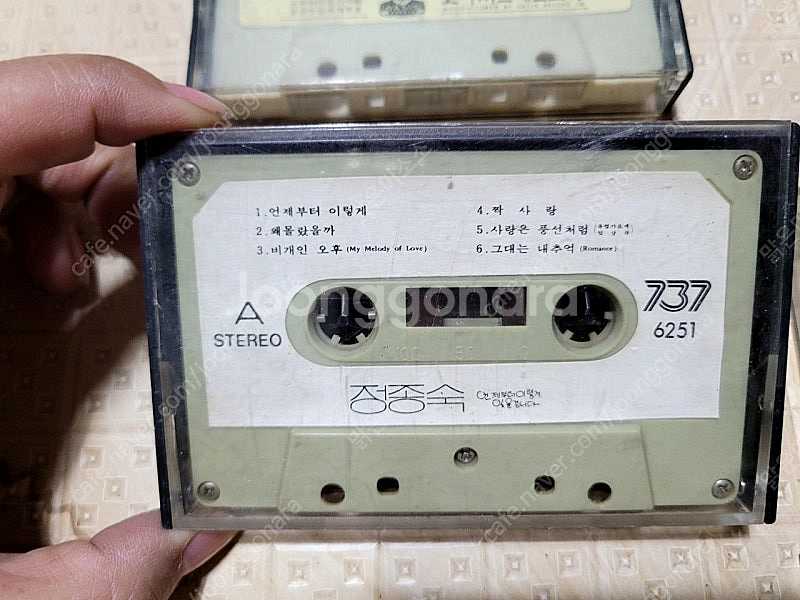 1.언제부터 이렇게
2.왜몰랐을까
3.비개인 오후 (My Melody of Love)
4.짝 사 랑
5.사랑은 풍선처럼
6.그대는 내추억 (Romance)
A
STEREO
737
6251
정종숙
언제부터 이렇게
joonggonara
cafe.naver.com/joonggonara